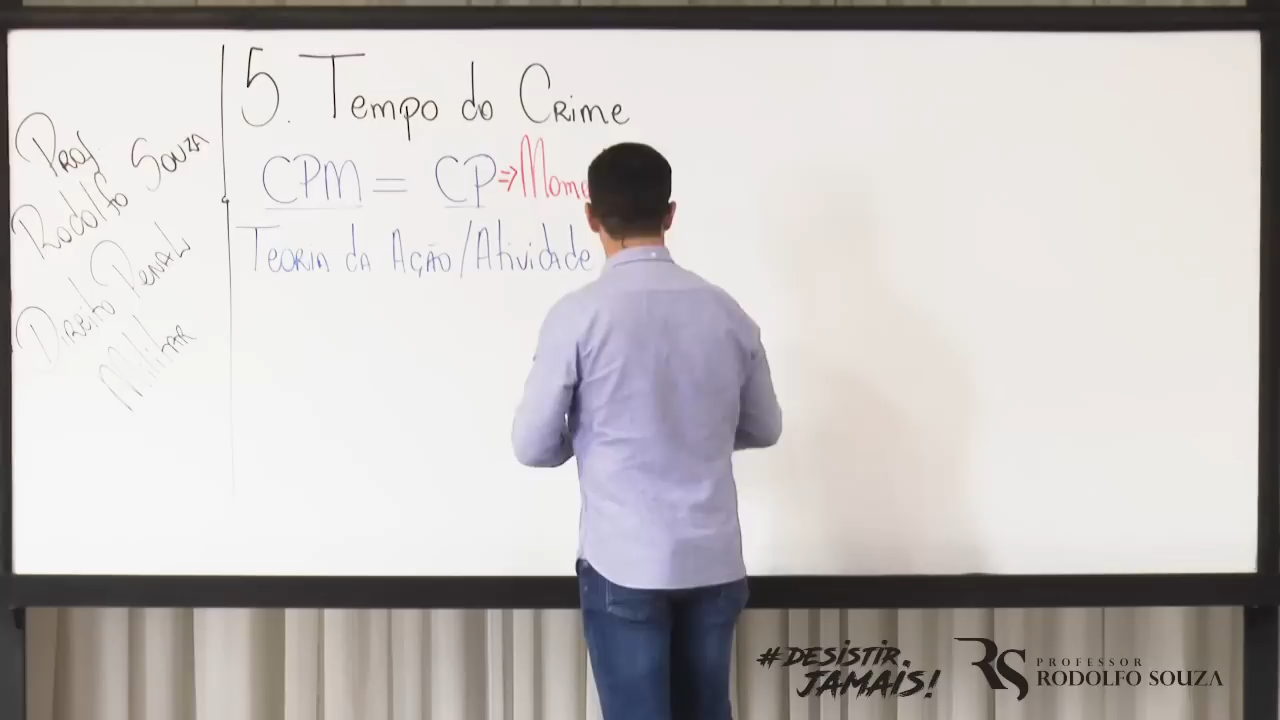 Prof
Rodolfo Souza
Direito Penal
Militar
5. Tempo do Crime
CPM = CP ⇒ Mome
Teoria da Ação/Atividade
#DESISTIR
JAMAIS!
RS
PROFESSOR
RODOLFO SOUZA